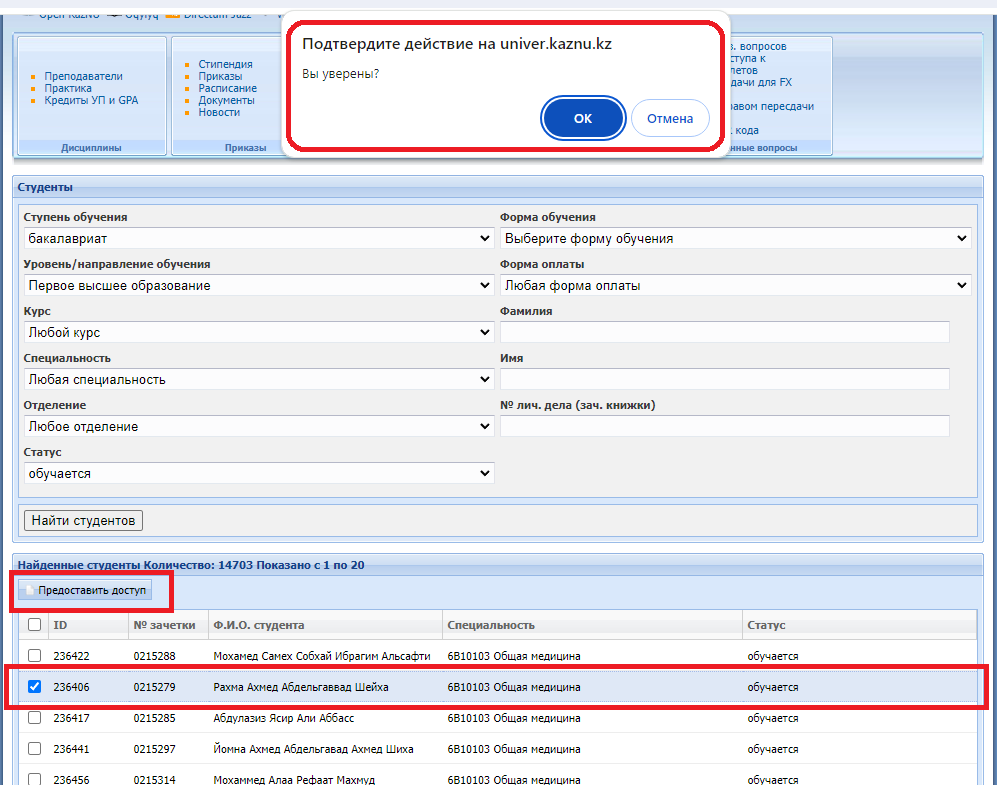 Open KazNU Oqylyq Directum Jazz
Преподаватели
Практика
Кредиты УП и GPA
Дисциплины
Стипендия
Приказы
Расписание
Документы
Новости
Приказы
Подтвердите действие на univer.kaznu.kz
Вы уверены?
ОК Отмена
з. вопросов
ступа к
летов
дачи для FX
равом пересдачи
кода
нные вопросы
Студенты
Ступень обучения Форма обучения
бакалавриат Выберите форму обучения
Уровень/направление обучения Форма оплаты
Первое высшее образование Любая форма оплаты
Курс Фамилия
Любой курс
Специальность Имя
Любая специальность
Отделение № лич. дела (зач. книжки)
Любое отделение
Статус
обучается
Найти студентов
Найденные студенты Количество: 14703 Показано с 1 по 20
Предоставить доступ
ID № зачетки Ф.И.О. студента Специальность Статус
236422 0215288 Мохамед Самех Собхай Ибрагим Альсафти 6B10103 Общая медицина обучается
236406 0215279 Рахма Ахмед Абдельгаввад Шейха 6B10103 Общая медицина обучается
236417 0215285 Абдулазиз Ясир Али Аббасс 6B10103 Общая медицина обучается
236441 0215297 Йомна Ахмед Абдельгавад Ахмед Шиха 6B10103 Общая медицина обучается
236456 0215314 Мохаммед Алаа Рефаат Махмуд 6B10103 Общая медицина обучается